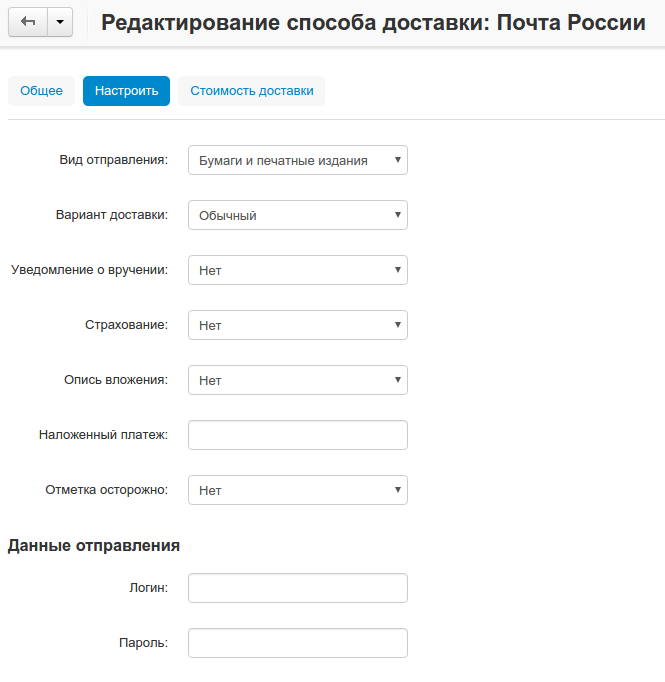 Редактирование способа доставки: Почта России
Общее Настроить Стоимость доставки
Вид отправления: Бумаги и печатные издания
Вариант доставки: Обычный
Уведомление о вручении: Нет
Страхование: Нет
Опись вложения: Нет
Наложенный платеж:
Отметка осторожно: Нет
Данные отправления
Логин:
Пароль: